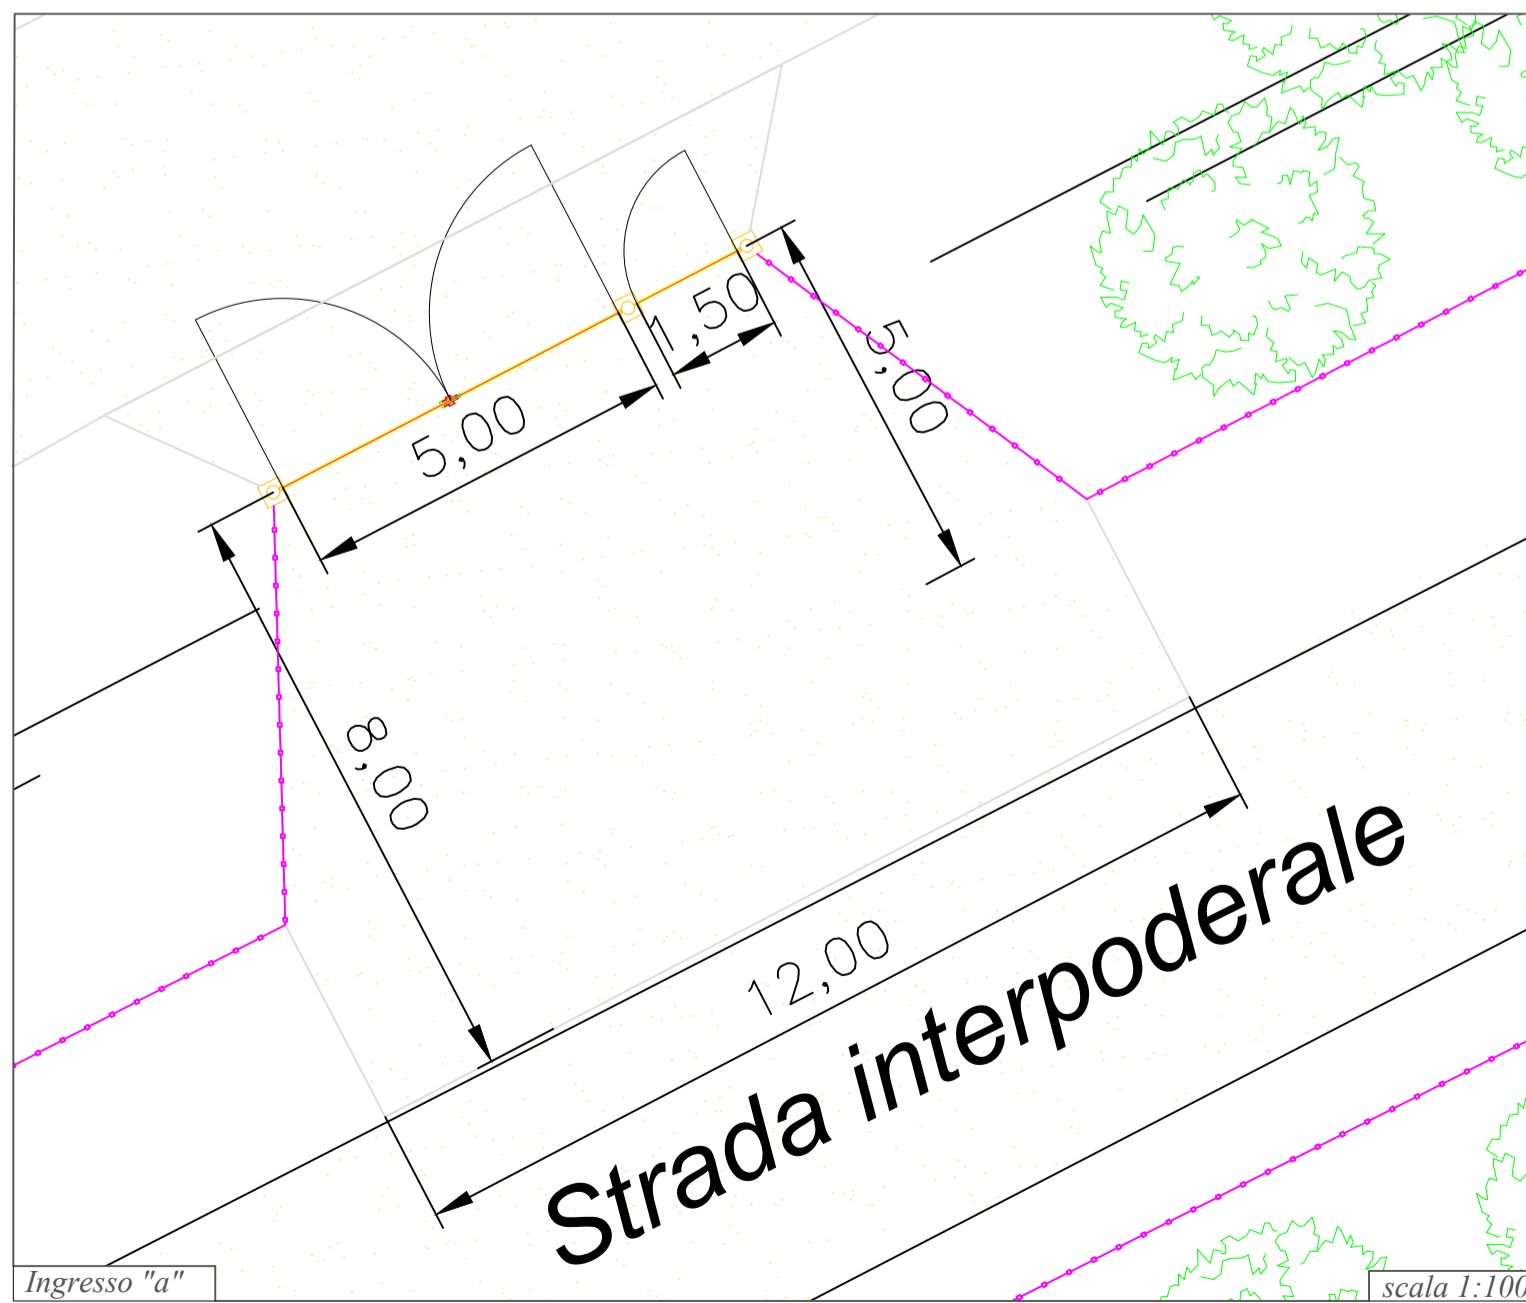 1,50
5,00
5,00
8,00
12,00
Strada interpoderale
Ingresso "a"
scala 1:100